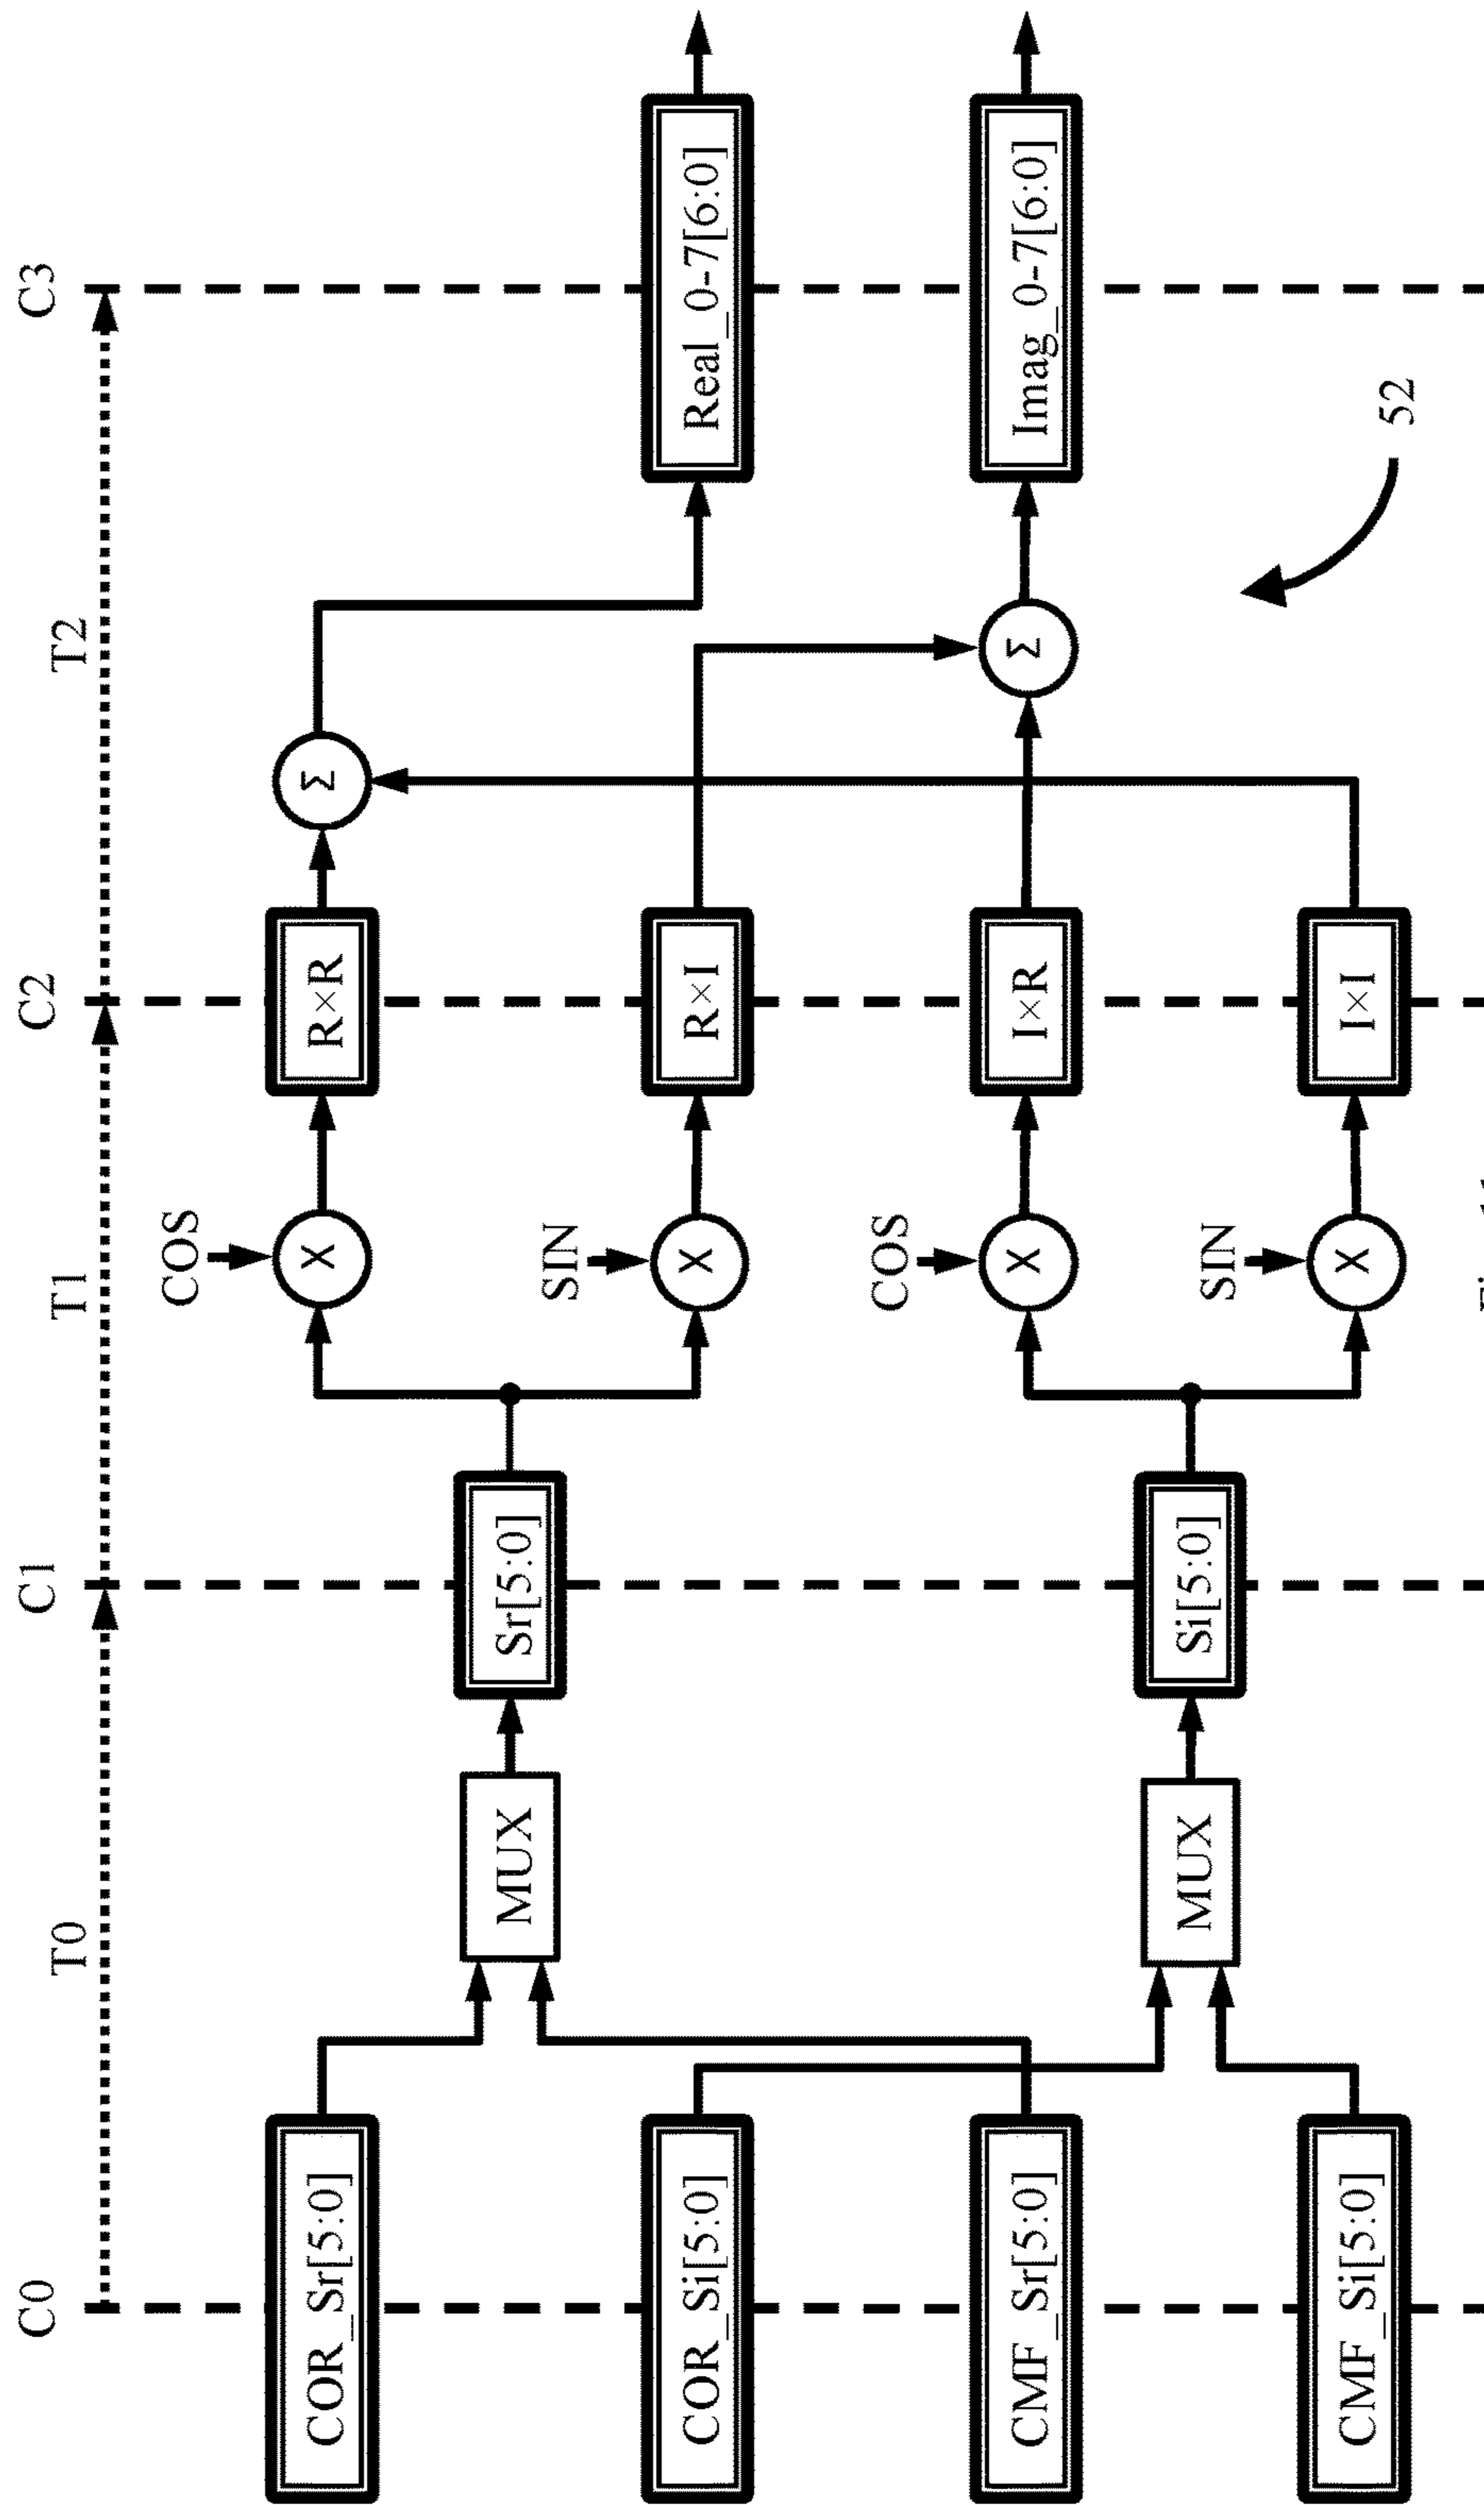 C0
T0
C1
T1
C2
T2
C3
COR_Sr[5:0]
COR_Si[5:0]
CMF_Sr[5:0]
CMF_Si[5:0]
MUX
MUX
Sr[5:0]
Si[5:0]
COS
X
SIN
X
COS
X
SIN
X
R×R
R×I
I×R
I×I
Σ
Σ
Real_0-7[6:0]
Imag_0-7[6:0]
52